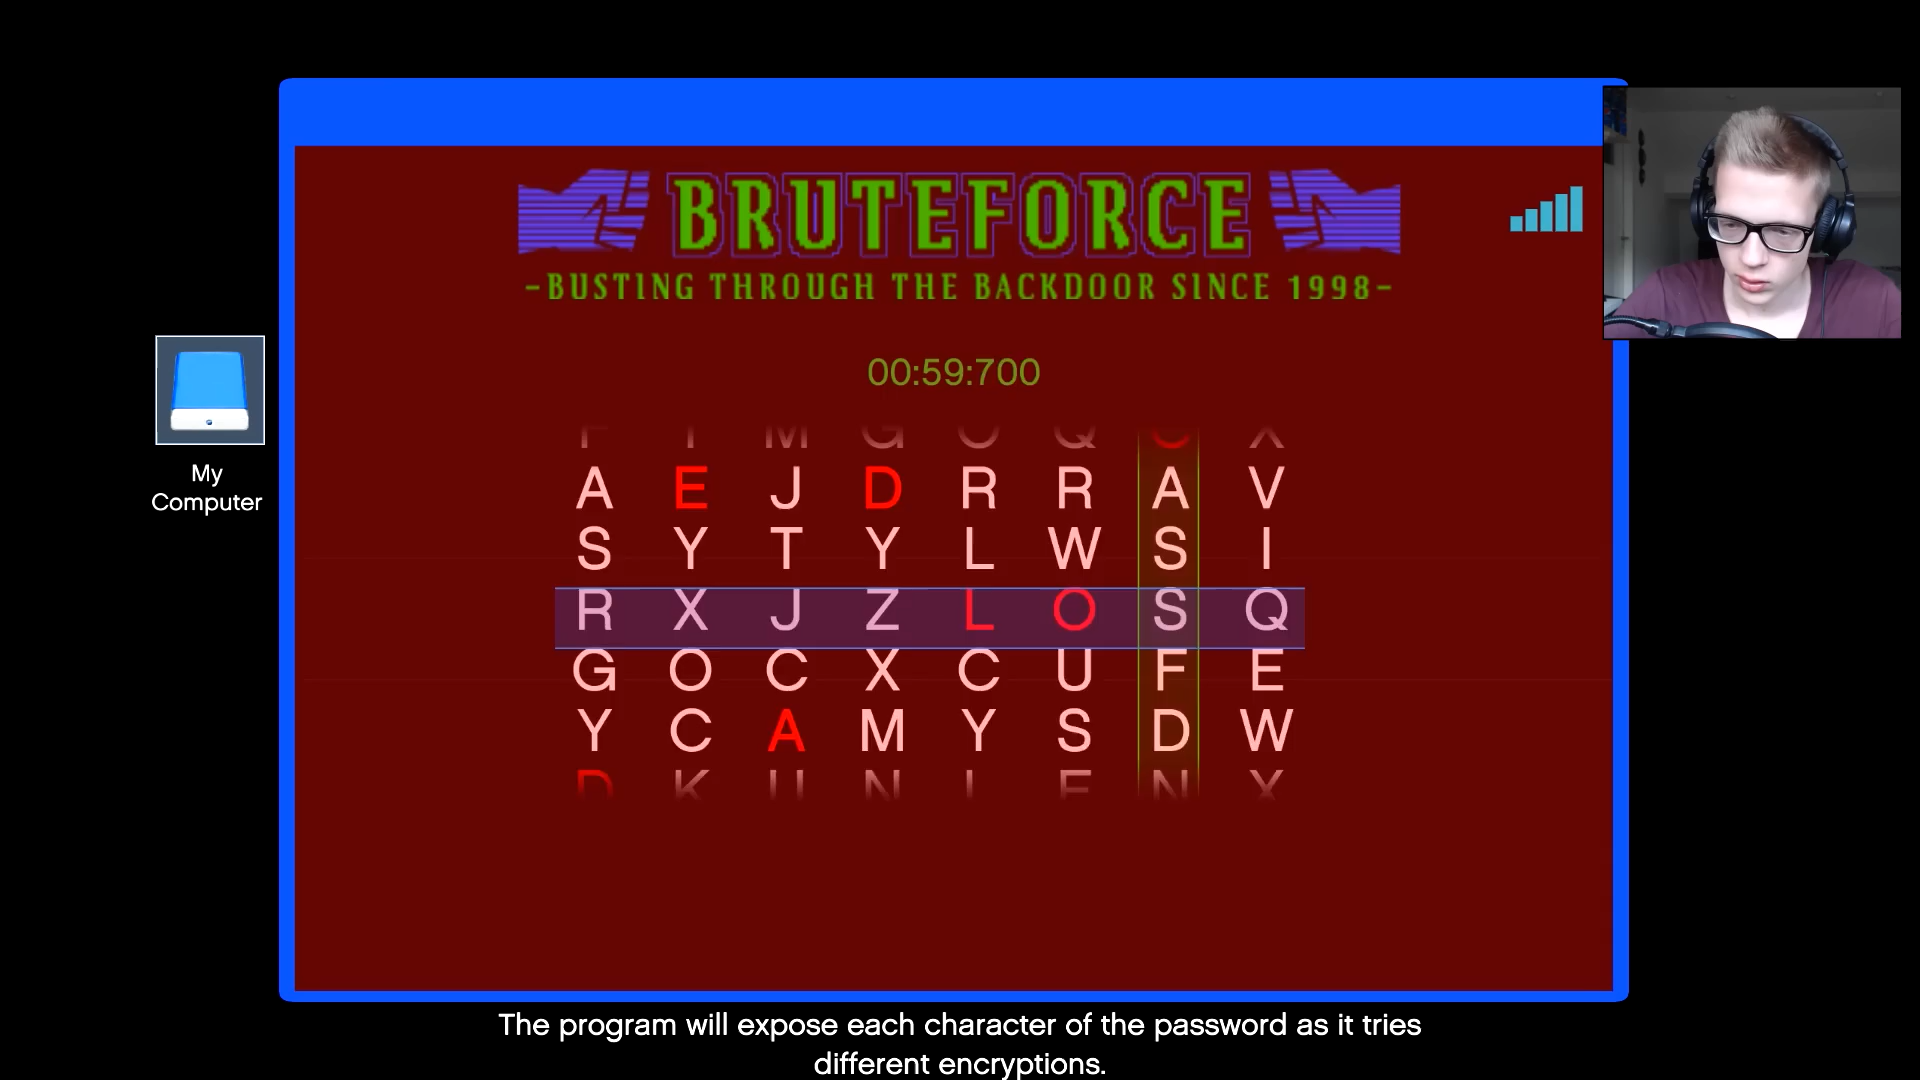 BRUTEFORCE
-BUSTING THROUGH THE BACKDOOR SINCE 1998-
00:59:700
A E J D R R A V
S Y T Y L W S I
R X J Z L O S Q
G O C X C U F E
Y C A M Y S D W
My
Computer
The program will expose each character of the password as it tries
different encryptions.